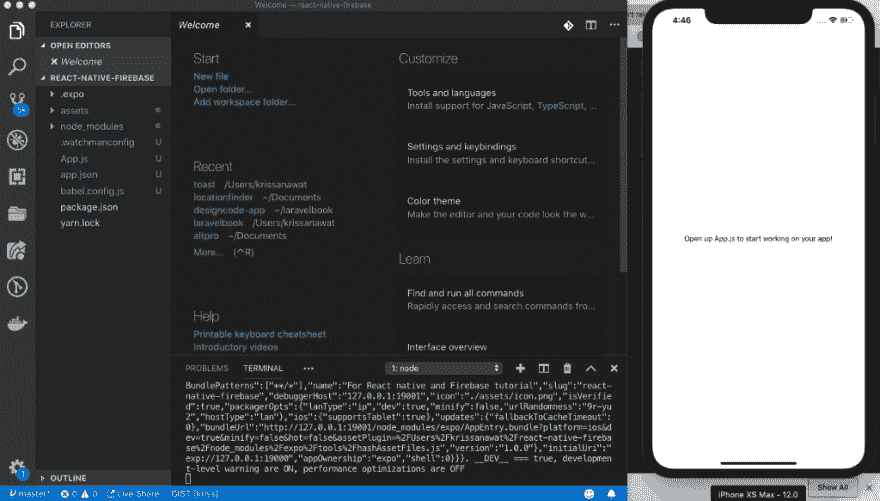 Welcome — react-native-firebase
EXPLORER
OPEN EDITORS
Welcome
REACT-NATIVE-FIREBASE
.expo
assets
node_modules
.watchmanconfig U
App.js U
app.json U
babel.config.js U
package.json
yarn.lock
OUTLINE
Welcome
Start
New file
Open folder...
Add workspace folder...
Recent
toast /Users/krissanawat
locationfinder ~/Documents
designcode-app ~/laravelbook
laravelbook /Users/krissanawat
altpro ~/Documents
More... (^R)
Help
Printable keyboard cheatsheet
Introductory videos
Customize
Tools and languages
Install support for JavaScript, TypeScript, ...
Settings and keybindings
Install the settings and keyboard shortcut...
Color theme
Make the editor and your code look the w...
Learn
Find and run all commands
Rapidly access and search commands fro...
Interface overview
PROBLEMS TERMINAL ... 1: node
BundlePatterns":["**/*"],"name":"For React native and Firebase tutorial","slug":"react-
native-firebase","debuggerHost":"127.0.0.1:19001","icon":"./assets/icon.png","isVerifie
d":true,"packagerOpts":{"lanType":"ip","dev":true,"minify":false,"urlRandomness":"9r-yu
2","hostType":"lan"},"ios":{"supportsTablet":true},"updates":{"fallbackToCacheTimeout":
0},"bundleUrl":"http://127.0.0.1:19001/node_modules/expo/AppEntry.bundle?platform=ios&d
ev=true&minify=false&hot=false&assetPlugin=%2FUsers%2Fkrissanawat%2Freact-native-fireba
se%2Fnode_modules%2Fexpo%2Ftools%2FhashAssetFiles.js","version":"1.0.0"},"initialUri":"
exp://127.0.0.1:19000","appOwnership":"expo","shell":0}}}. __DEV__ === true, developmen
t-level warning are ON, performance optimizations are OFF
master* 0 0 Live Share GIST [kriss]
1
4:46
Open up App.js to start working on your app!
iPhone XS Max - 12.0
Show All